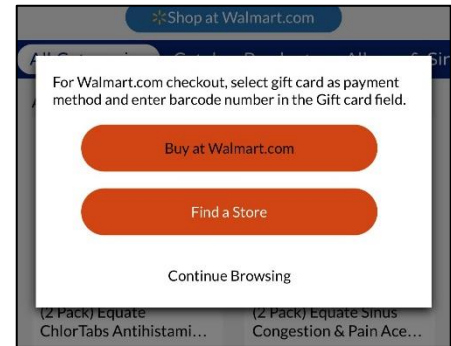 Shop at Walmart.com
For Walmart.com checkout, select gift card as payment
method and enter barcode number in the Gift card field.
Buy at Walmart.com
Find a Store
Continue Browsing
(2 Pack) Equate
ChlorTabs Antihistami...
(2 Pack) Equate Sinus
Congestion & Pain Ace...